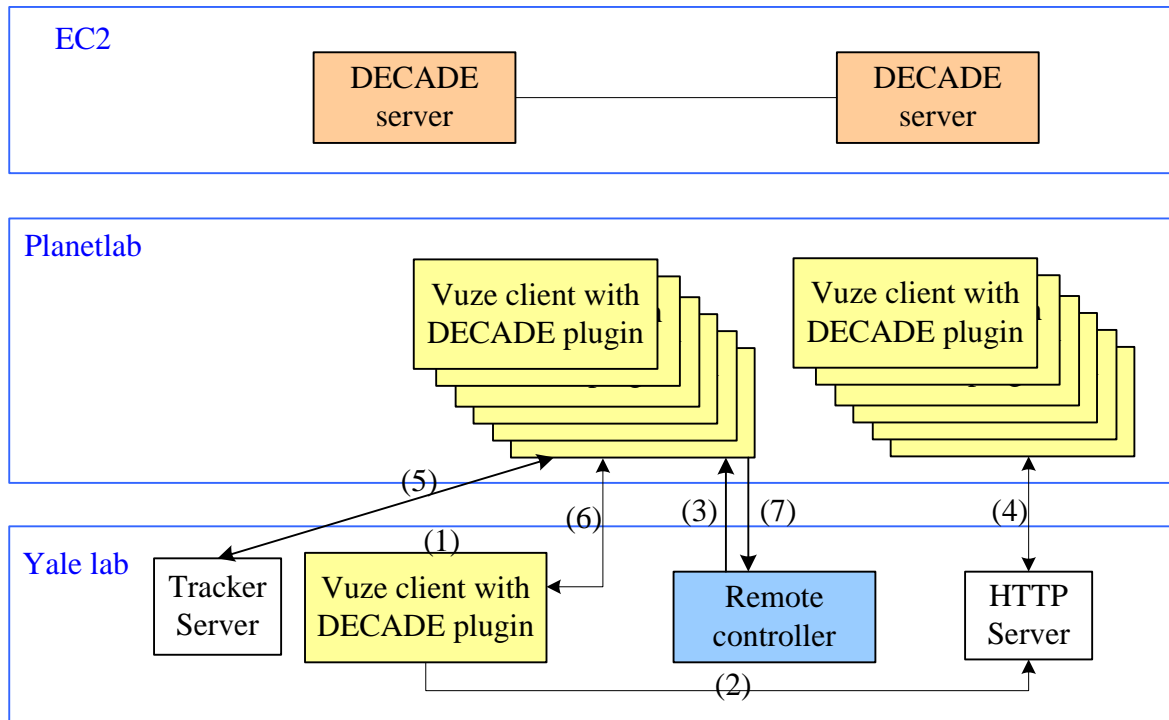 EC2
DECADE
server
DECADE
server
Planetlab
Vuze client with
DECADE plugin
Vuze client with
DECADE plugin
(5)
(6)
(3)
(7)
(4)
Yale lab
(1)
Tracker
Server
Vuze client with
DECADE plugin
Remote
controller
HTTP
Server
(2)